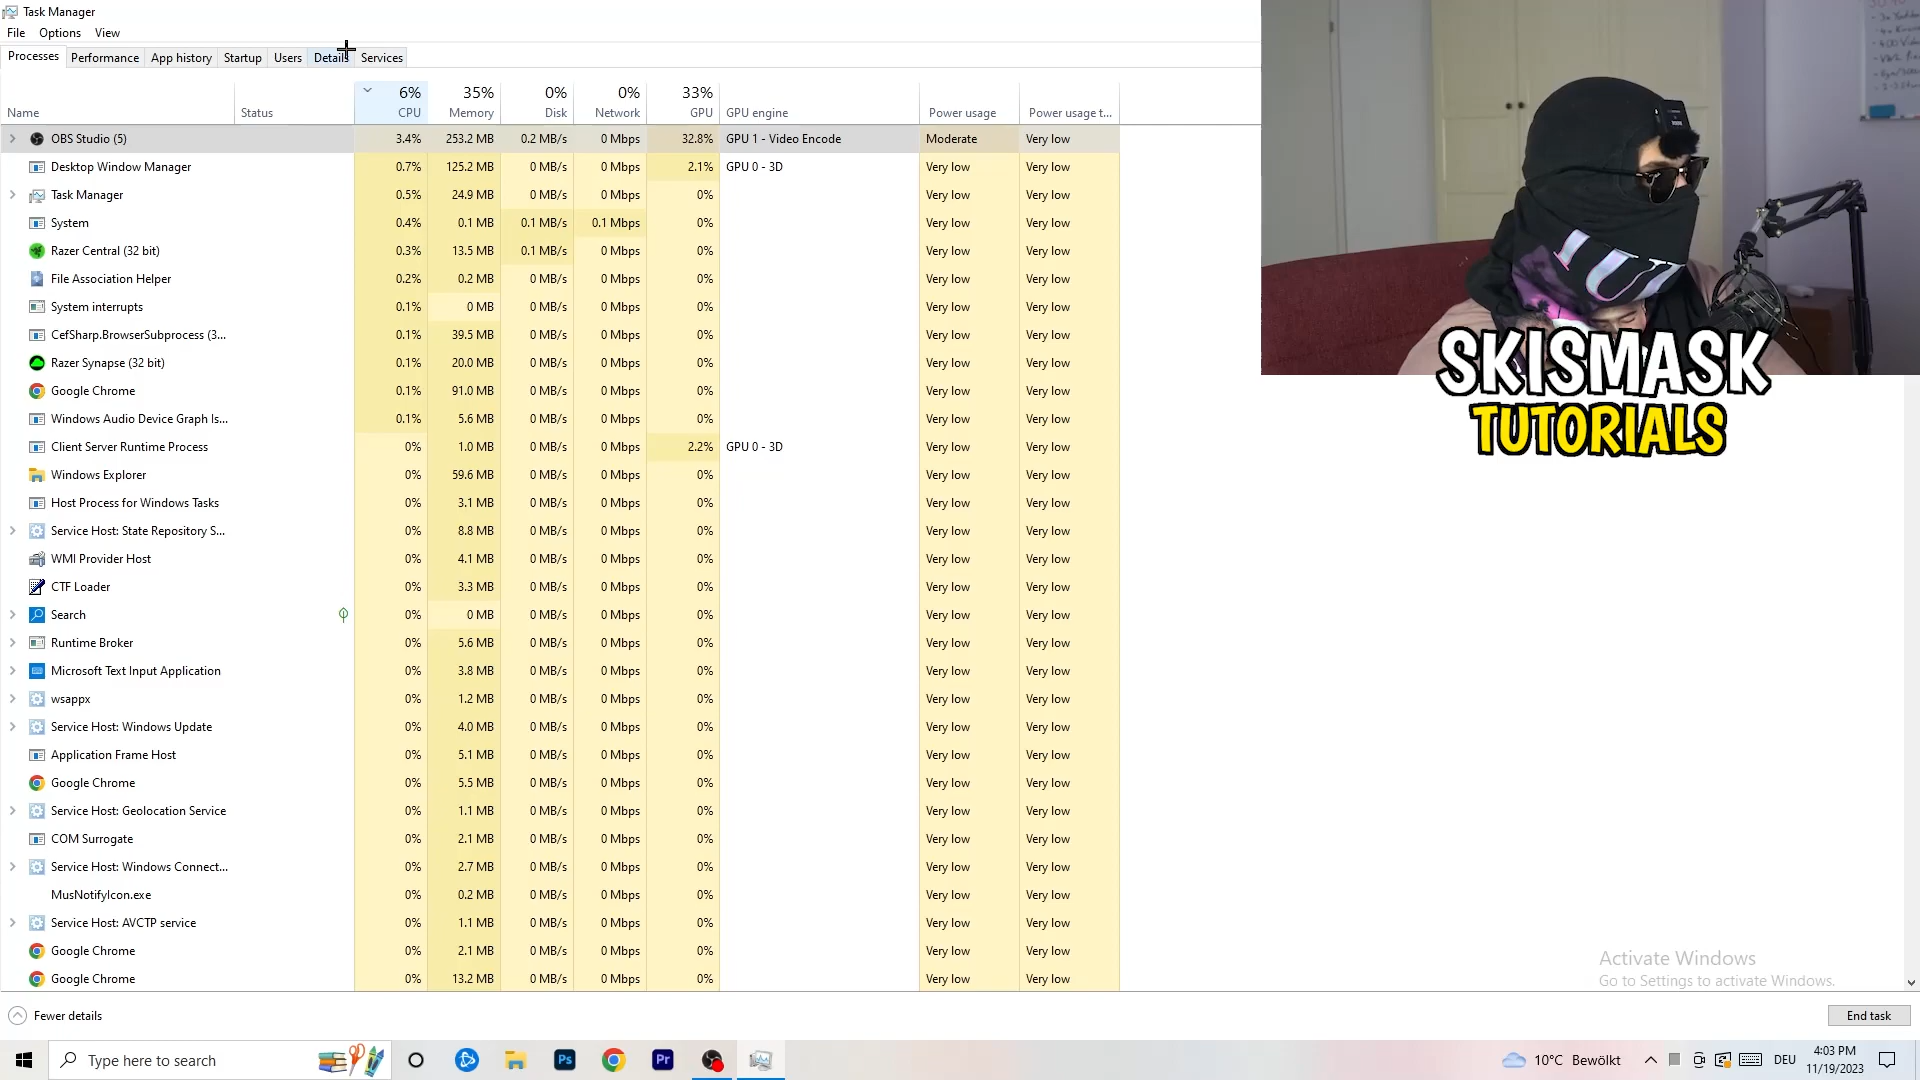 Task Manager
File Options View
Processes Performance App history Startup Users Details Services
6% 35% 0% 0% 33%
Name Status CPU Memory Disk Network GPU GPU engine Power usage Power usage t...
OBS Studio (5) 3.4% 253.2 MB 0.2 MB/s 0 Mbps 32.8% GPU 1 - Video Encode Moderate Very low
Desktop Window Manager 0.7% 125.2 MB 0 MB/s 0 Mbps 2.1% GPU 0 - 3D Very low Very low
Task Manager 0.5% 24.9 MB 0 MB/s 0 Mbps 0% Very low Very low
System 0.4% 0.1 MB 0.1 MB/s 0.1 Mbps 0% Very low Very low
Razer Central (32 bit) 0.3% 13.5 MB 0.1 MB/s 0 Mbps 0% Very low Very low
File Association Helper 0.2% 0.2 MB 0 MB/s 0 Mbps 0% Very low Very low
System interrupts 0.1% 0 MB 0 MB/s 0 Mbps 0% Very low Very low
CefSharp.BrowserSubprocess (3... 0.1% 39.5 MB 0 MB/s 0 Mbps 0% Very low Very low
Razer Synapse (32 bit) 0.1% 20.0 MB 0 MB/s 0 Mbps 0% Very low Very low
Google Chrome 0.1% 91.0 MB 0 MB/s 0 Mbps 0% Very low Very low
Windows Audio Device Graph Is... 0.1% 5.6 MB 0 MB/s 0 Mbps 0% Very low Very low
Client Server Runtime Process 0% 1.0 MB 0 MB/s 0 Mbps 2.2% GPU 0 - 3D Very low Very low
Windows Explorer 0% 59.6 MB 0 MB/s 0 Mbps 0% Very low Very low
Host Process for Windows Tasks 0% 3.1 MB 0 MB/s 0 Mbps 0% Very low Very low
Service Host: State Repository S... 0% 8.8 MB 0 MB/s 0 Mbps 0% Very low Very low
WMI Provider Host 0% 4.1 MB 0 MB/s 0 Mbps 0% Very low Very low
CTF Loader 0% 3.3 MB 0 MB/s 0 Mbps 0% Very low Very low
Search 0% 0 MB 0 MB/s 0 Mbps 0% Very low Very low
Runtime Broker 0% 5.6 MB 0 MB/s 0 Mbps 0% Very low Very low
Microsoft Text Input Application 0% 3.8 MB 0 MB/s 0 Mbps 0% Very low Very low
wsappx 0% 1.2 MB 0 MB/s 0 Mbps 0% Very low Very low
Service Host: Windows Update 0% 4.0 MB 0 MB/s 0 Mbps 0% Very low Very low
Application Frame Host 0% 5.1 MB 0 MB/s 0 Mbps 0% Very low Very low
Google Chrome 0% 5.5 MB 0 MB/s 0 Mbps 0% Very low Very low
Service Host: Geolocation Service 0% 1.1 MB 0 MB/s 0 Mbps 0% Very low Very low
COM Surrogate 0% 2.1 MB 0 MB/s 0 Mbps 0% Very low Very low
Service Host: Windows Connect... 0% 2.7 MB 0 MB/s 0 Mbps 0% Very low Very low
MusNotifyIcon.exe 0% 0.2 MB 0 MB/s 0 Mbps 0% Very low Very low
Service Host: AVCTP service 0% 1.1 MB 0 MB/s 0 Mbps 0% Very low Very low
Google Chrome 0% 2.1 MB 0 MB/s 0 Mbps 0% Very low Very low
Google Chrome 0% 13.2 MB 0 MB/s 0 Mbps 0% Very low Very low
SKISMASK
TUTORIALS
Activate Windows
Go to Settings to activate Windows.
Fewer details End task
Type here to search Ps Pr 10°C Bewölkt DEU 4:03 PM
11/19/2023